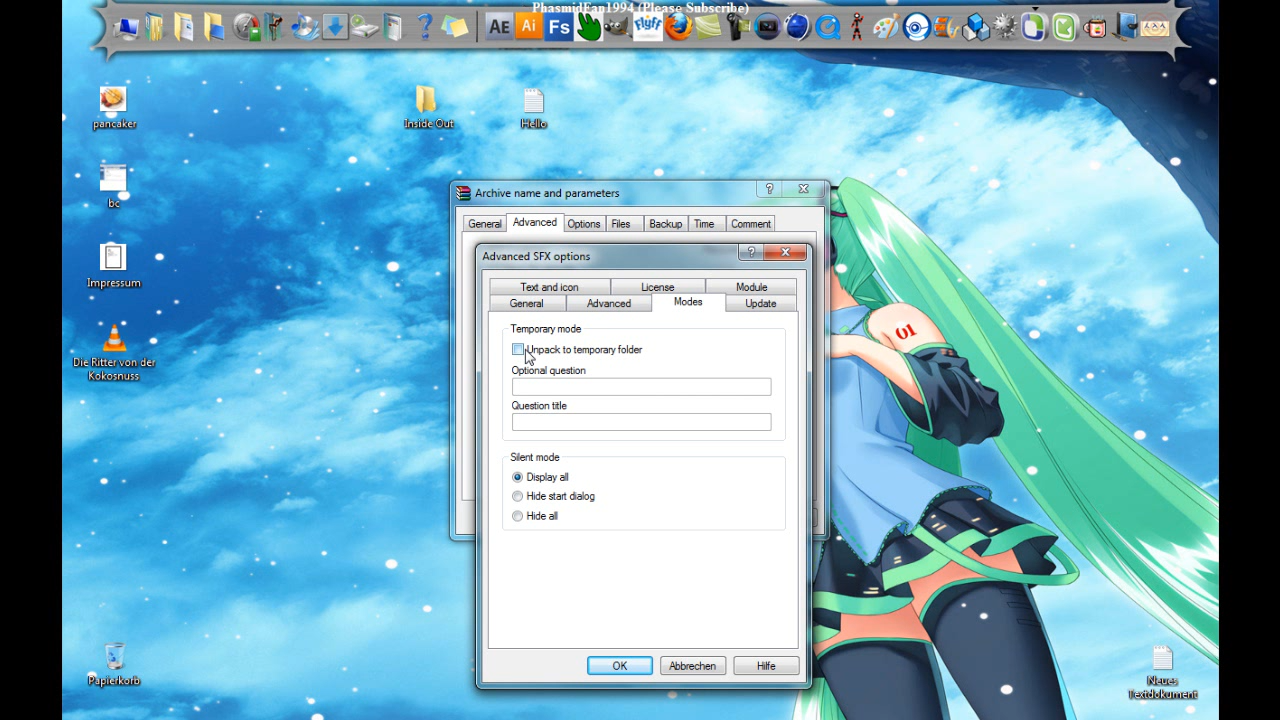 PhasmidFan1994 (Please Subscribe)
AE
Ai
Fs
Flyff
pancaker
Inside Out
Hello
bc
Impressum
Die Ritter von der
Kokosnuss
Papierkorb
Neues
Textdokument
01
Archive name and parameters
General
Advanced
Options
Files
Backup
Time
Comment
Advanced SFX options
Text and icon
License
Module
General
Advanced
Modes
Update
Temporary mode
Unpack to temporary folder
Optional question
Question title
Silent mode
Display all
Hide start dialog
Hide all
OK
Abbrechen
Hilfe